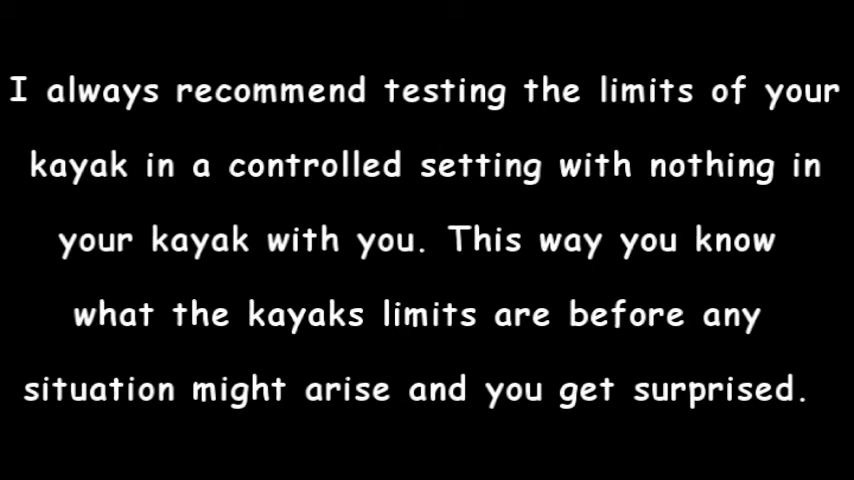 I always recommend testing the limits of your
kayak in a controlled setting with nothing in
your kayak with you. This way you know
what the kayaks limits are before any
situation might arise and you get surprised.